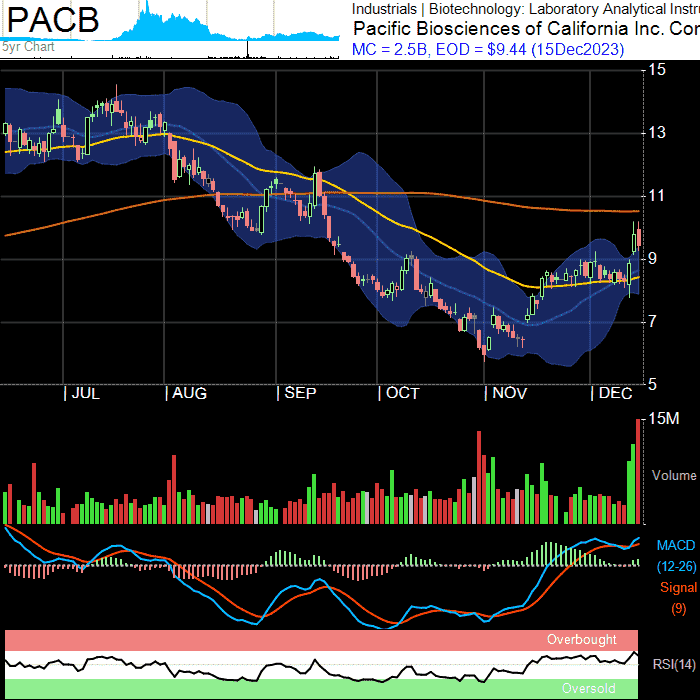 PACB
5yr Chart
Industrials | Biotechnology: Laboratory Analytical Instru
Pacific Biosciences of California Inc. Cor
MC = 2.5B, EOD = $9.44 (15Dec2023)
15
13
11
9
7
5
| JUL | AUG | SEP | OCT | NOV | DEC
15M
Volume
MACD
(12-26)
Signal
(9)
Overbought
RSI(14)
Oversold